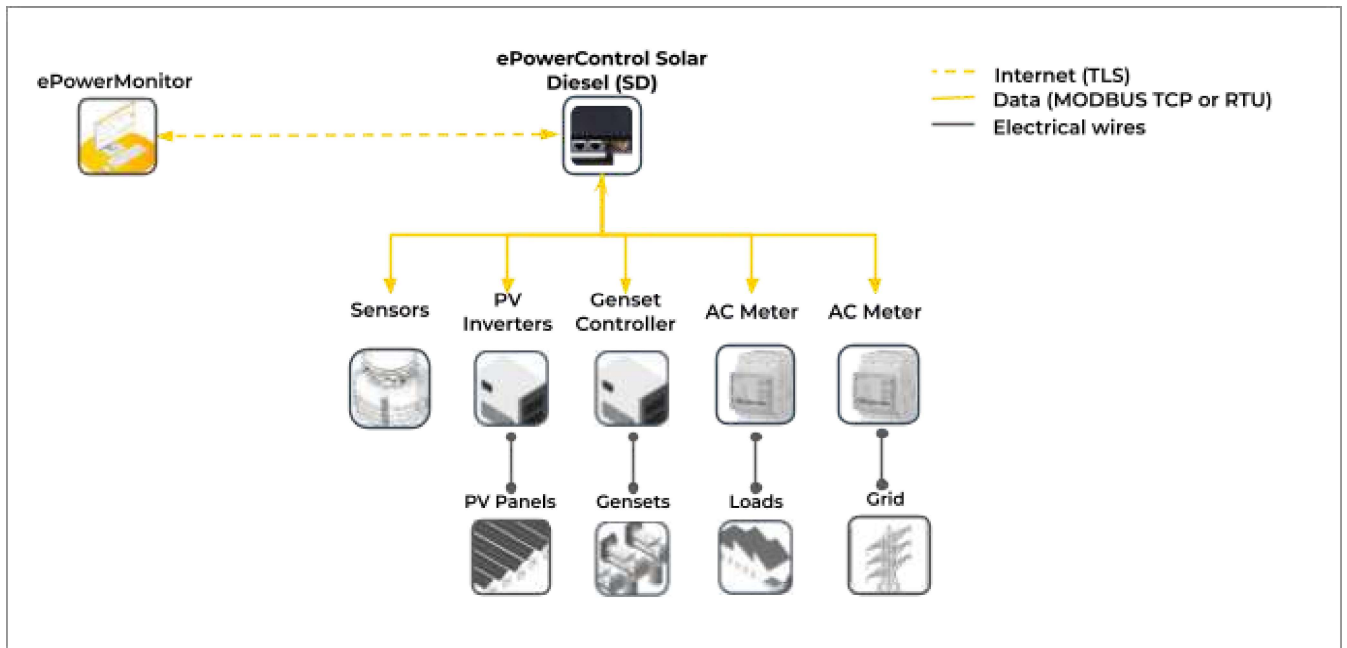 ePowerControl Solar
Diesel (SD)
ePowerMonitor
Internet (TLS)
Data (MODBUS TCP or RTU)
Electrical wires
Sensors
PV
Inverters
Genset
Controller
AC Meter
AC Meter
PV Panels
Gensets
Loads
Grid